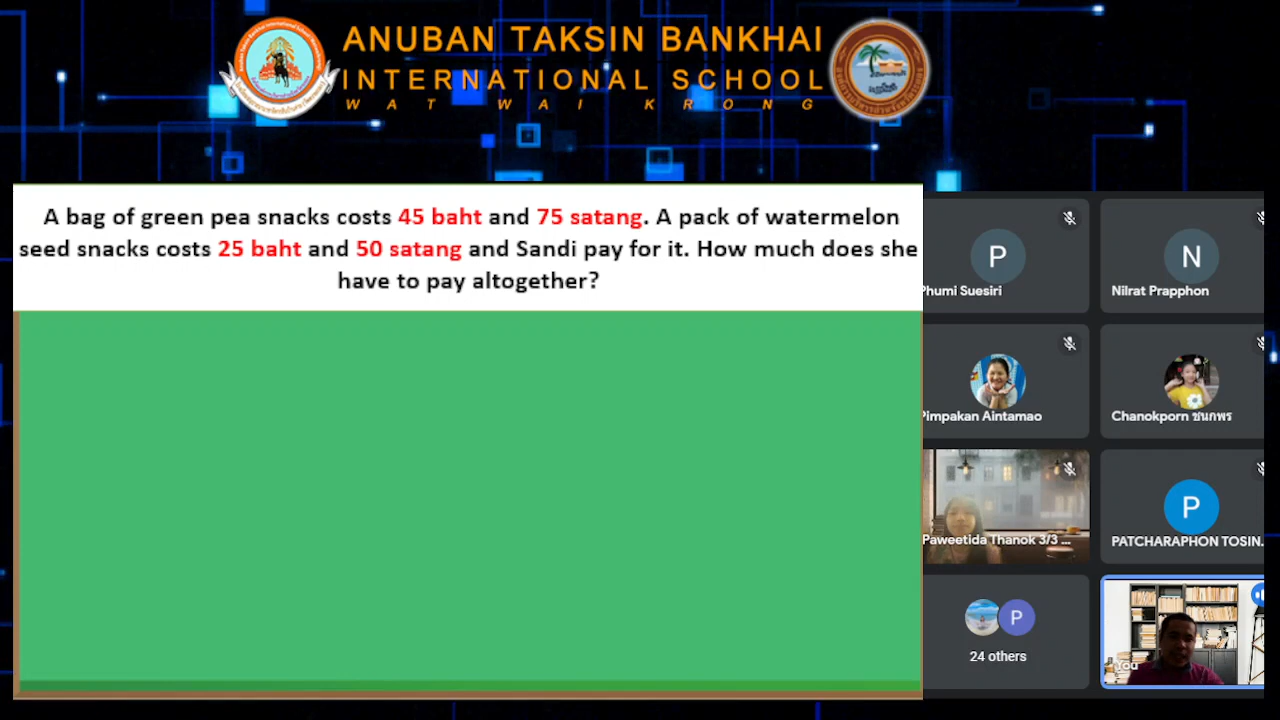 ANUBAN TAKSIN BANKHAI
INTERNATIONAL SCHOOL
WAT WAI KRONG
A bag of green pea snacks costs 45 baht and 75 satang. A pack of watermelon
seed snacks costs 25 baht and 50 satang and Sandi pay for it. How much does she
have to pay altogether?
P
Phumi Suesiri
N
Nilrat Prapphon
Pimpakan Aintamao
Chanokporn ชนกพร
Paweetida Thanok 3/3 ...
P
PATCHARAPHON TOSIN...
P
24 others
You